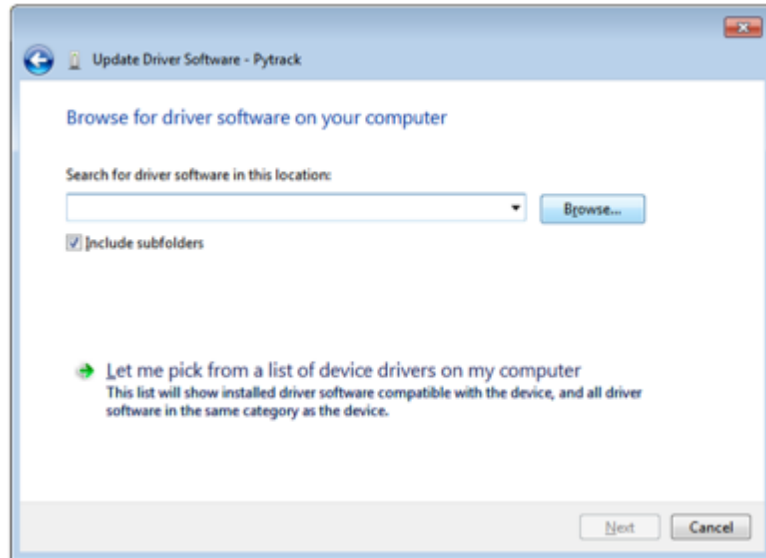 Update Driver Software - Pytrack
Browse for driver software on your computer
Search for driver software in this location:
Browse...
Include subfolders
Let me pick from a list of device drivers on my computer
This list will show installed driver software compatible with the device, and all driver
software in the same category as the device.
Next Cancel